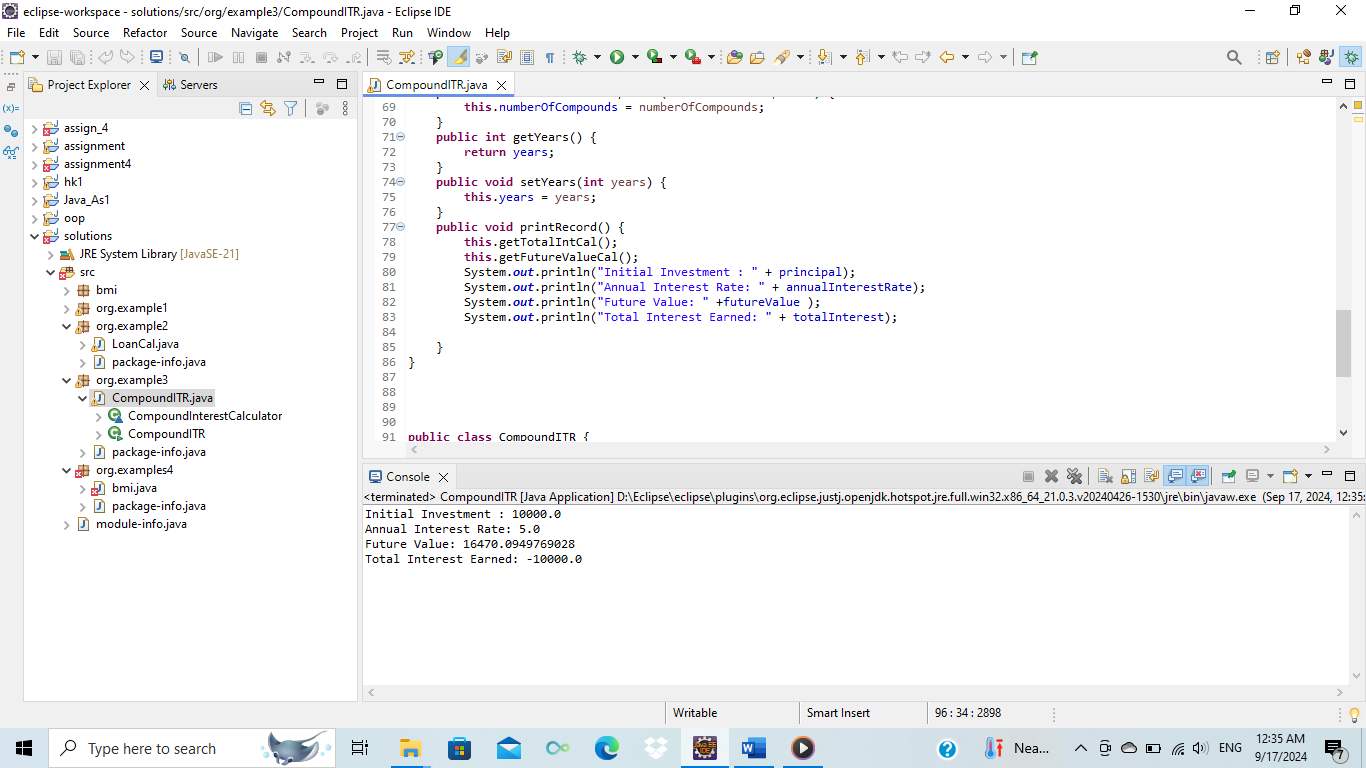 eclipse-workspace - solutions/src/org/example3/CompoundITR.java - Eclipse IDE
File Edit Source Refactor Source Navigate Search Project Run Window Help
Project Explorer
Servers
assign_4
assignment
assignment4
hk1
Java_As1
oop
solutions
JRE System Library [JavaSE-21]
src
bmi
org.example1
org.example2
LoanCal.java
package-info.java
org.example3
CompoundITR.java
CompoundInterestCalculator
CompoundITR
package-info.java
org.examples4
bmi.java
package-info.java
module-info.java
CompoundITR.java
69 this.numberOfCompounds = numberOfCompounds;
70 }
71 public int getYears() {
72 return years;
73 }
74 public void setYears(int years) {
75 this.years = years;
76 }
77 public void printRecord() {
78 this.getTotalIntCal();
79 this.getFutureValueCal();
80 System.out.println("Initial Investment : " + principal);
81 System.out.println("Annual Interest Rate: " + annualInterestRate);
82 System.out.println("Future Value: " +futureValue );
83 System.out.println("Total Interest Earned: " + totalInterest);
84
85 }
86 }
87
88
89
90
91 public class CompoundITR {
Console
<terminated> CompoundITR [Java Application] D:\Eclipse\eclipse\plugins\org.eclipse.justj.openjdk.hotspot.jre.full.win32.x86_64_21.0.3.v20240426-1530\jre\bin\javaw.exe (Sep 17, 2024, 12:35:
Initial Investment : 10000.0
Annual Interest Rate: 5.0
Future Value: 16470.0949769028
Total Interest Earned: -10000.0
Writable
Smart Insert
96 : 34 : 2898
Type here to search
Nea...
ENG
12:35 AM
9/17/2024
7